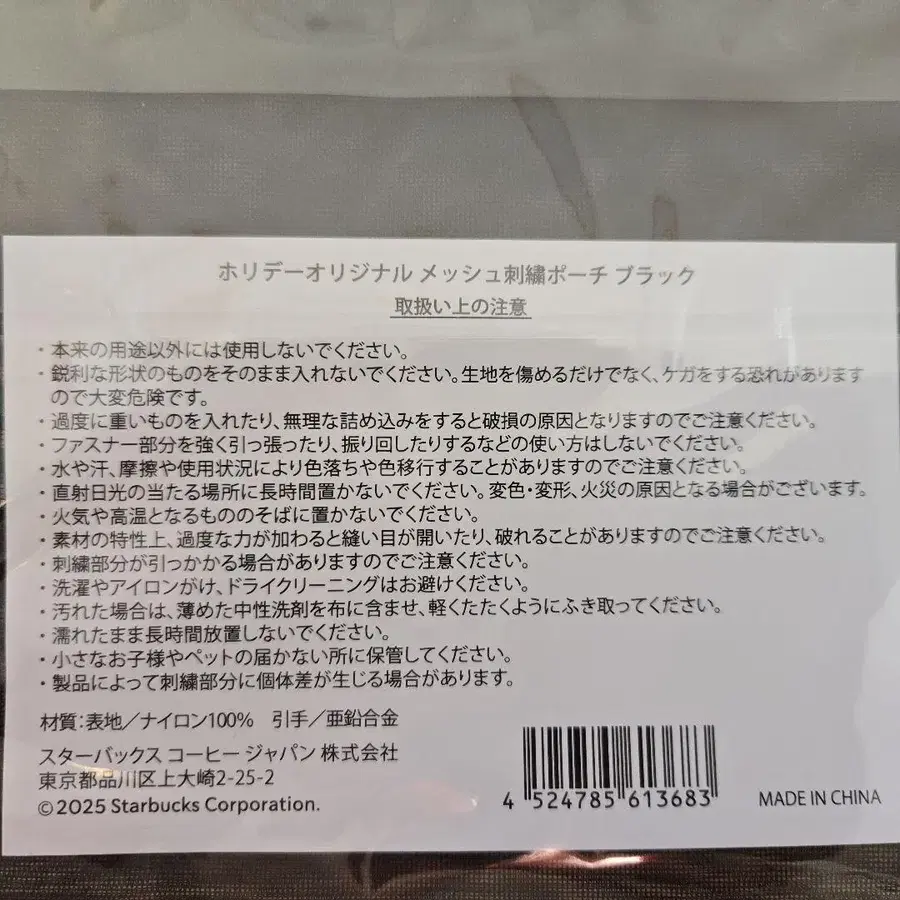 ホリデーオリジナル メッシュ刺繍ポーチ ブラック
取扱い上の注意
・本来の用途以外には使用しないでください。
・鋭利な形状のものをそのまま入れないでください。生地を傷めるだけでなく、ケガをする恐れがあります
ので大変危険です。
・過度に重いものを入れたり、無理な詰め込みをすると破損の原因となりますのでご注意ください。
・ファスナー部分を強く引っ張ったり、振り回したりするなどの使い方はしないでください。
・水や汗、摩擦や使用状況により色落ちや色移行することがありますのでご注意ください。
・直射日光の当たる場所に長時間置かないでください。変色・変形、火災の原因となる場合がございます。
・火気や高温となるもののそばに置かないでください。
・素材の特性上、過度な力が加わると縫い目が開いたり、破れることがありますのでご注意ください。
・刺繍部分が引っかかる場合がありますのでご注意ください。
・洗濯やアイロンがけ、ドライクリーニングはお避けください。
・汚れた場合は、薄めた中性洗剤を布に含ませ、軽くたたくようにふき取ってください。
・濡れたまま長時間放置しないでください。
・小さなお子様やペットの届かない所に保管してください。
・製品によって刺繍部分に個体差が生じる場合があります。
材質：表地／ナイロン100%　引手／亜鉛合金
スターバックス コーヒー ジャパン 株式会社
東京都品川区上大崎2-25-2
©2025 Starbucks Corporation.
4 524785 613683
MADE IN CHINA